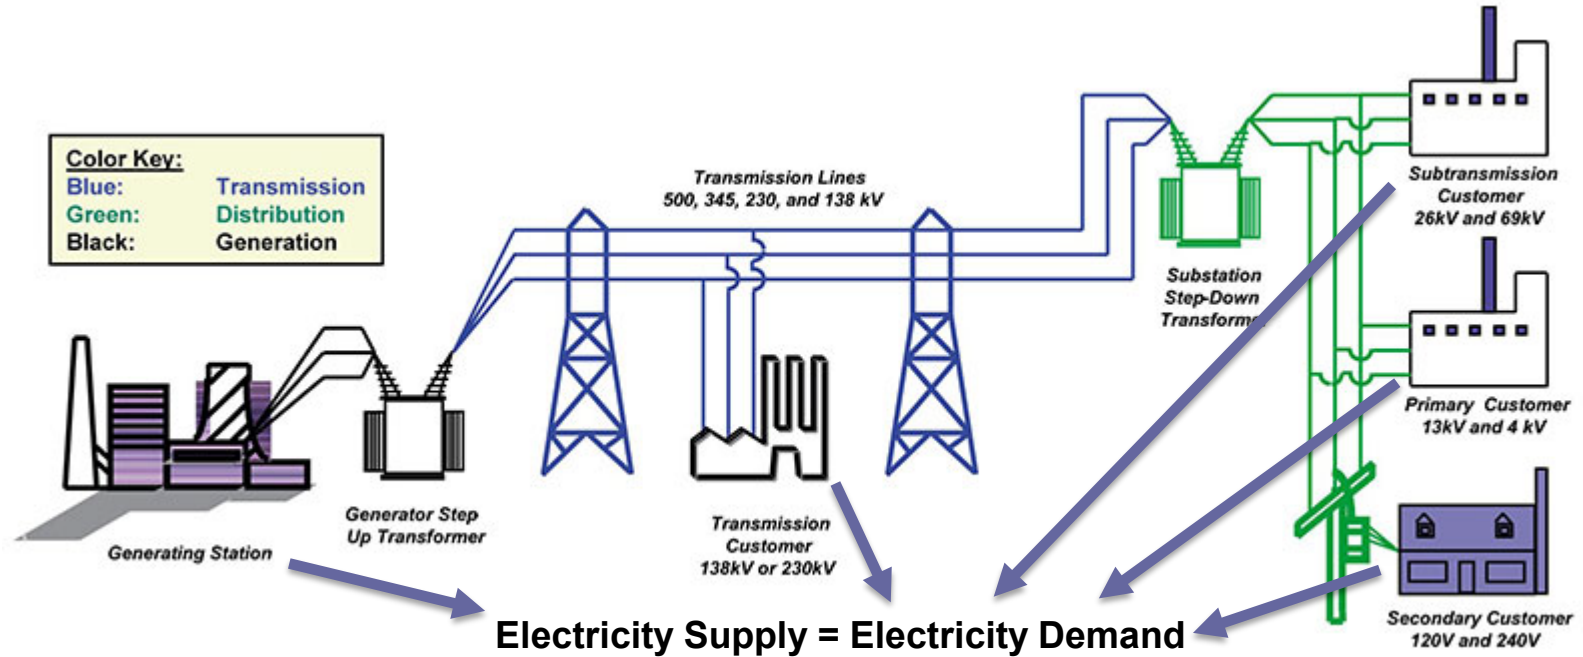 Color Key:
Blue: Transmission
Green: Distribution
Black: Generation
Transmission Lines
500, 345, 230, and 138 kV
Subtransmission
Customer
26kV and 69kV
Substation
Step-Down
Transformer
Primary Customer
13kV and 4 kV
Generating Station
Generator Step
Up Transformer
Transmission
Customer
138kV or 230kV
Secondary Customer
120V and 240V
Electricity Supply = Electricity Demand